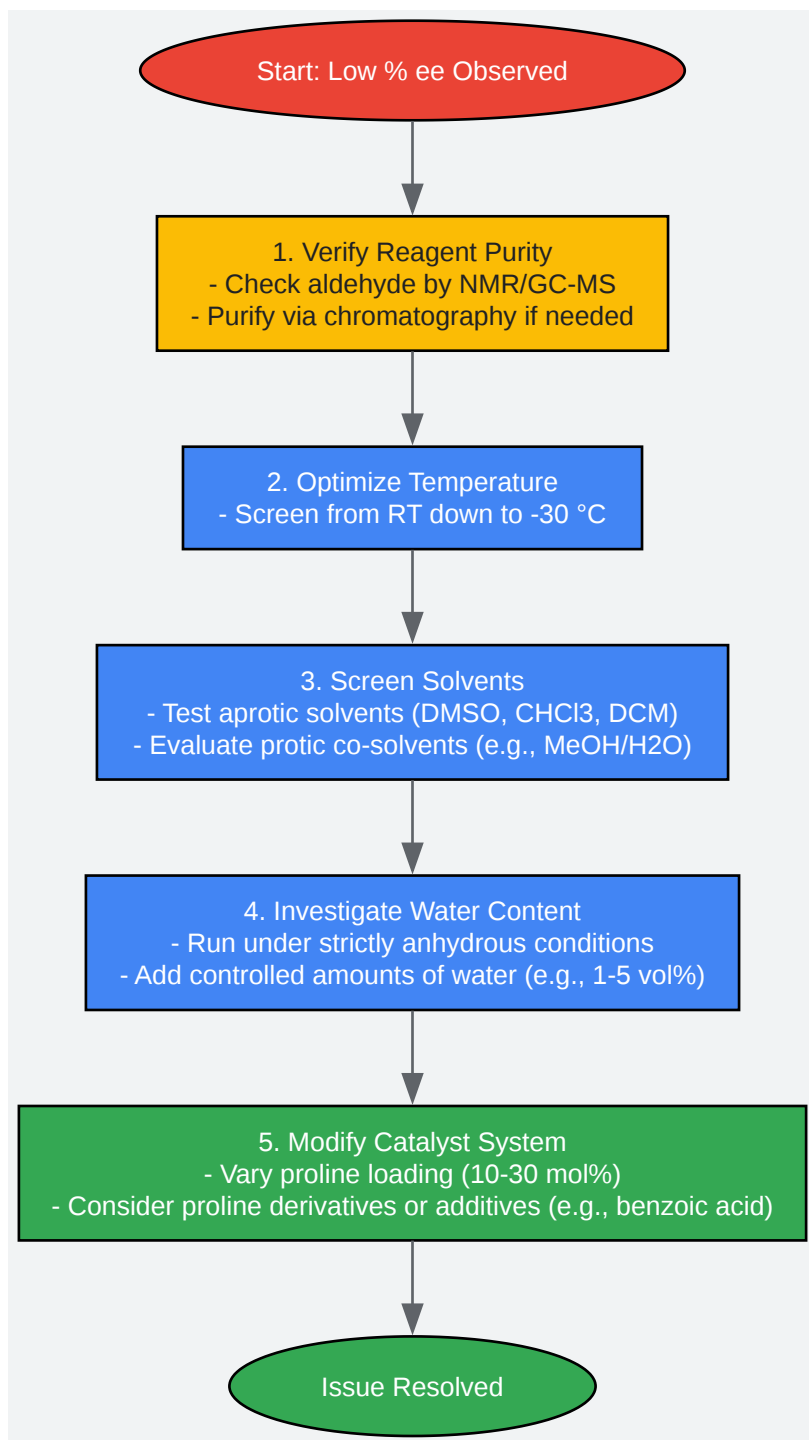 Start: Low % ee Observed
1. Verify Reagent Purity
- Check aldehyde by NMR/GC-MS
- Purify via chromatography if needed
2. Optimize Temperature
- Screen from RT down to -30 °C
3. Screen Solvents
- Test aprotic solvents (DMSO, CHCl3, DCM)
- Evaluate protic co-solvents (e.g., MeOH/H2O)
4. Investigate Water Content
- Run under strictly anhydrous conditions
- Add controlled amounts of water (e.g., 1-5 vol%)
5. Modify Catalyst System
- Vary proline loading (10-30 mol%)
- Consider proline derivatives or additives (e.g., benzoic acid)
Issue Resolved